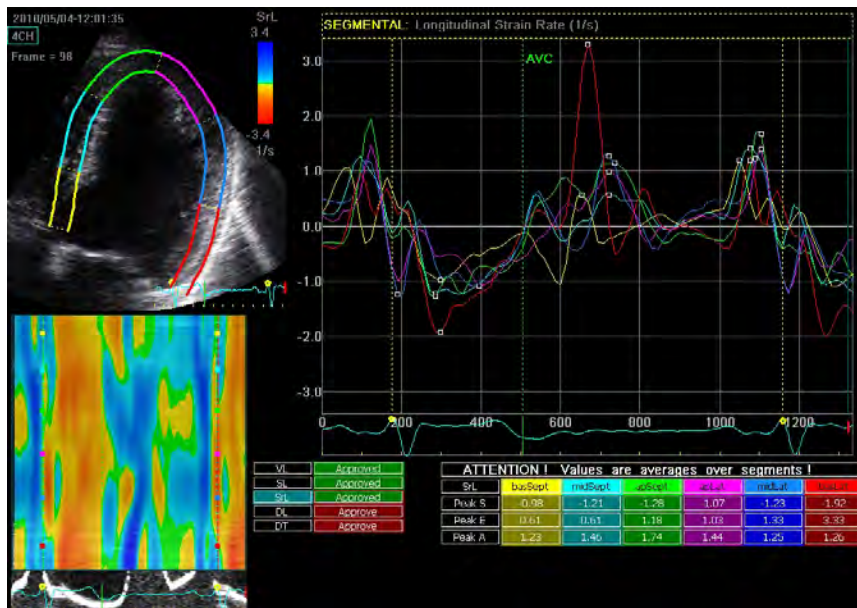 2010/05/04-12:01:35
4CH
Frame = 98
SrL
3.4
-3.4
1/s
SEGMENTAL: Longitudinal Strain Rate (1/s)
AVC
3.0
2.0
1.0
0.0
-1.0
-2.0
-3.0
0 200 400 600 800 1000 1200
VL Approved
SL Approved
SrL Approved
DL Approve
DT Approve
ATTENTION ! Values are averages over segments !
SrL basSept midSept apSept apLat midLat basLat
Peak S -0.98 -1.21 -1.28 -1.07 -1.23 -1.92
Peak E 0.61 0.61 1.18 1.03 1.33 3.33
Peak A 1.23 1.46 1.74 1.44 1.25 1.26